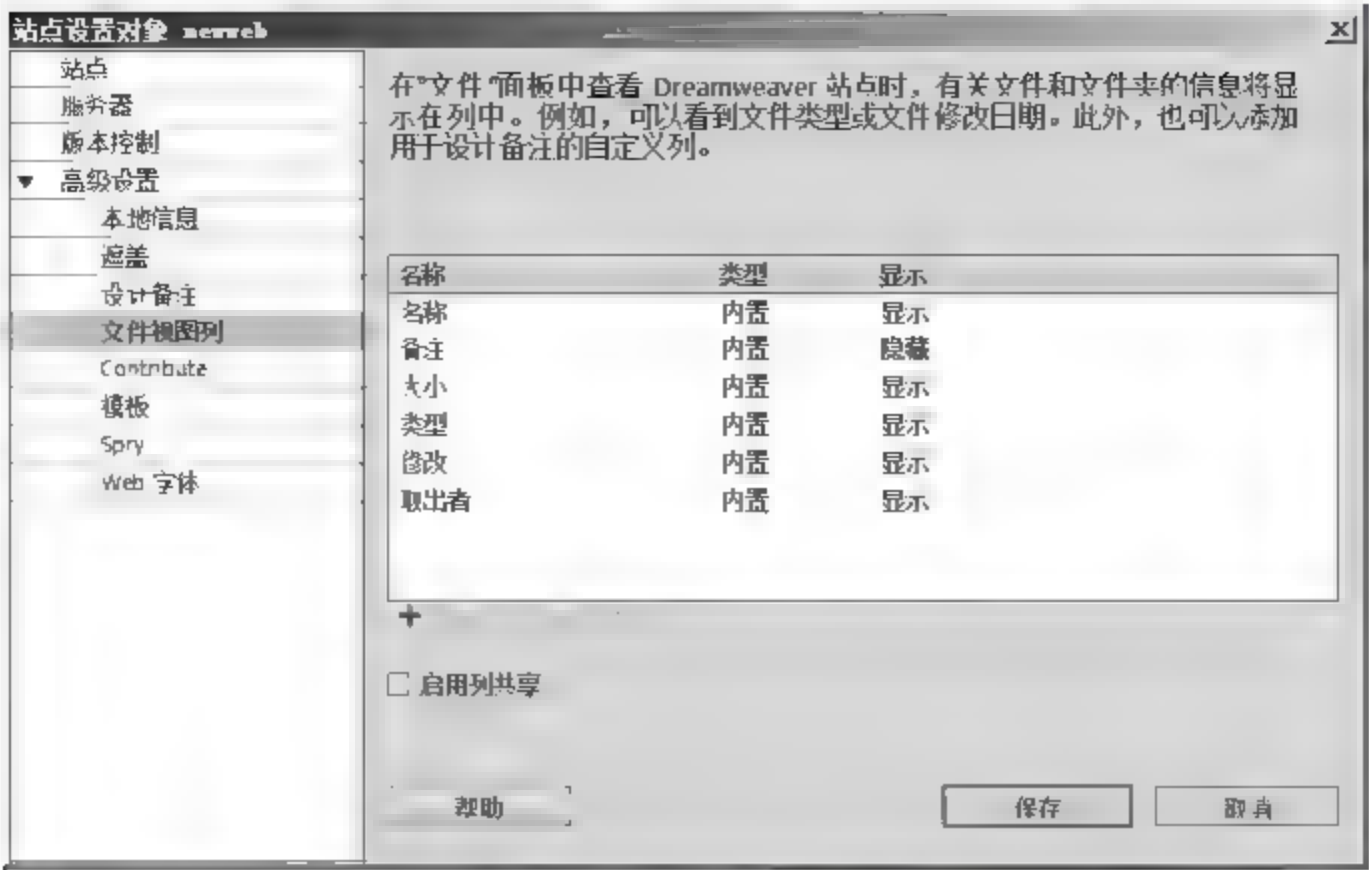 站点设置对象 newweb
站点
服务器
版本控制
高级设置
本地信息
遮盖
设计备注
文件视图列
Contribute
模板
Spry
Web 字体
在"文件"面板中查看 Dreamweaver 站点时，有关文件和文件夹的信息将显
示在列中。例如，可以看到文件类型或文件修改日期。此外，也可以添加
用于设计备注的自定义列。
名称 类型 显示
名称 内置 显示
备注 内置 隐藏
大小 内置 显示
类型 内置 显示
修改 内置 显示
取出者 内置 显示
启用列共享
帮助 保存 取消